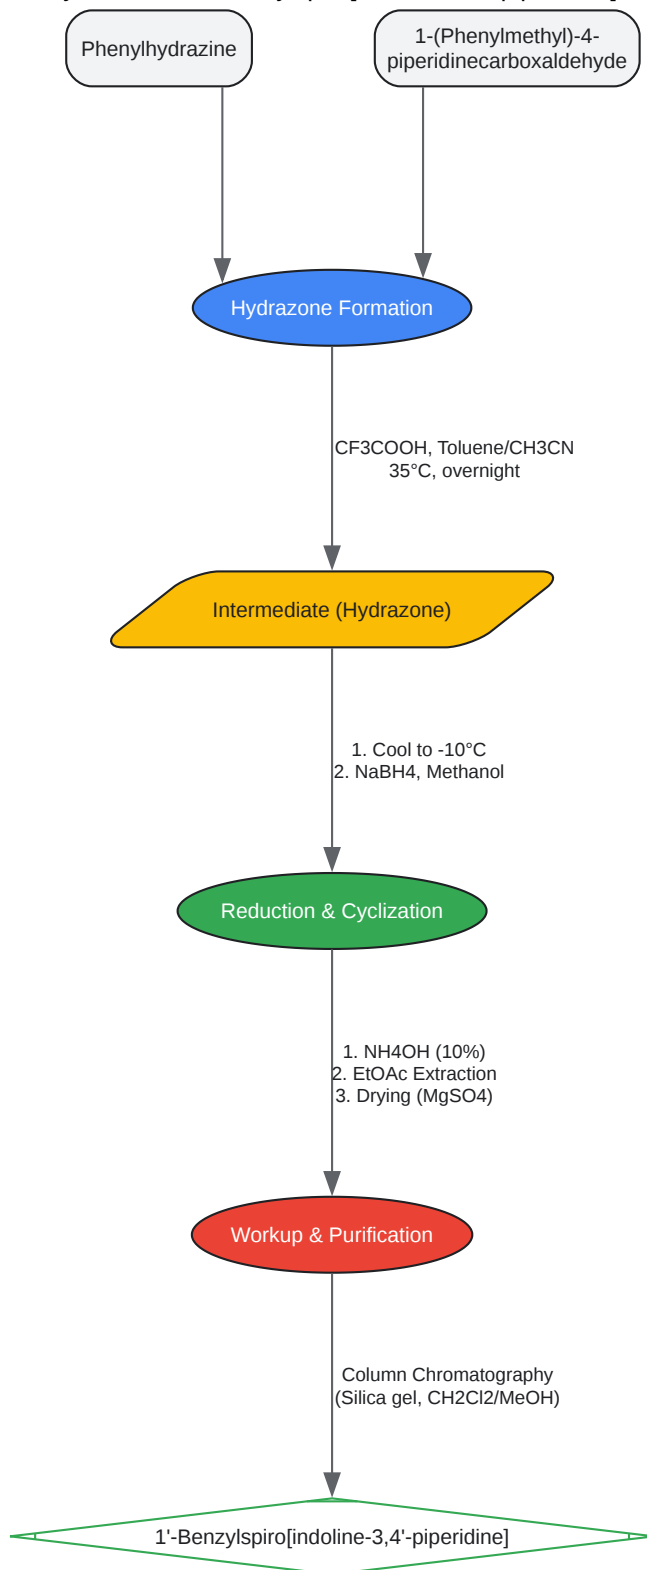 Phenylhydrazine
1-(Phenylmethyl)-4-
piperidinecarboxaldehyde
Hydrazone Formation
CF3COOH, Toluene/CH3CN
35°C, overnight
Intermediate (Hydrazone)
1. Cool to -10°C
2. NaBH4, Methanol
Reduction & Cyclization
1. NH4OH (10%)
2. EtOAc Extraction
3. Drying (MgSO4)
Workup & Purification
Column Chromatography
(Silica gel, CH2Cl2/MeOH)
1'-Benzylspiro[indoline-3,4'-piperidine]